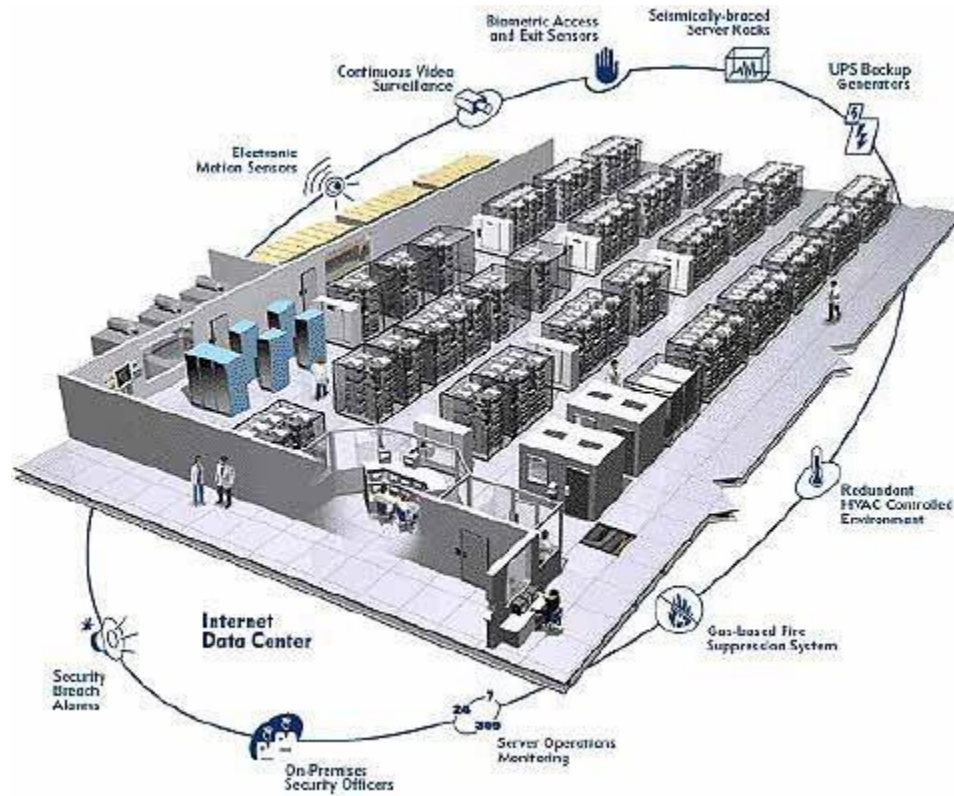 Biometric Access
and Exit Sensors
Seismically-braced
Server Racks
Continuous Video
Surveillance
UPS Backup
Generators
Electronic
Motion Sensors
Redundant
HVAC Controlled
Environment
Internet
Data Center
Gas-based Fire
Suppression System
Security
Breach
Alarms
24
7
Server Operations
Monitoring
On-Premises
Security Officers